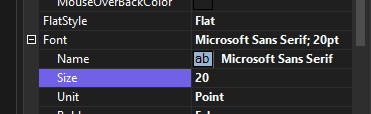 MouseOverBackColor
FlatStyle Flat
Font Microsoft Sans Serif; 20pt
Name ab Microsoft Sans Serif
Size 20
Unit Point